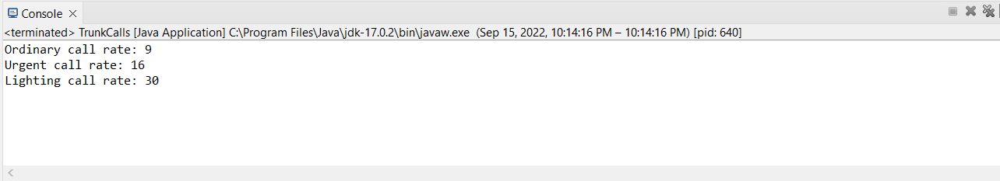 Console
<terminated> TrunkCalls [Java Application] C:\Program Files\Java\jdk-17.0.2\bin\javaw.exe (Sep 15, 2022, 10:14:16 PM – 10:14:16 PM) [pid: 640]
Ordinary call rate: 9
Urgent call rate: 16
Lighting call rate: 30